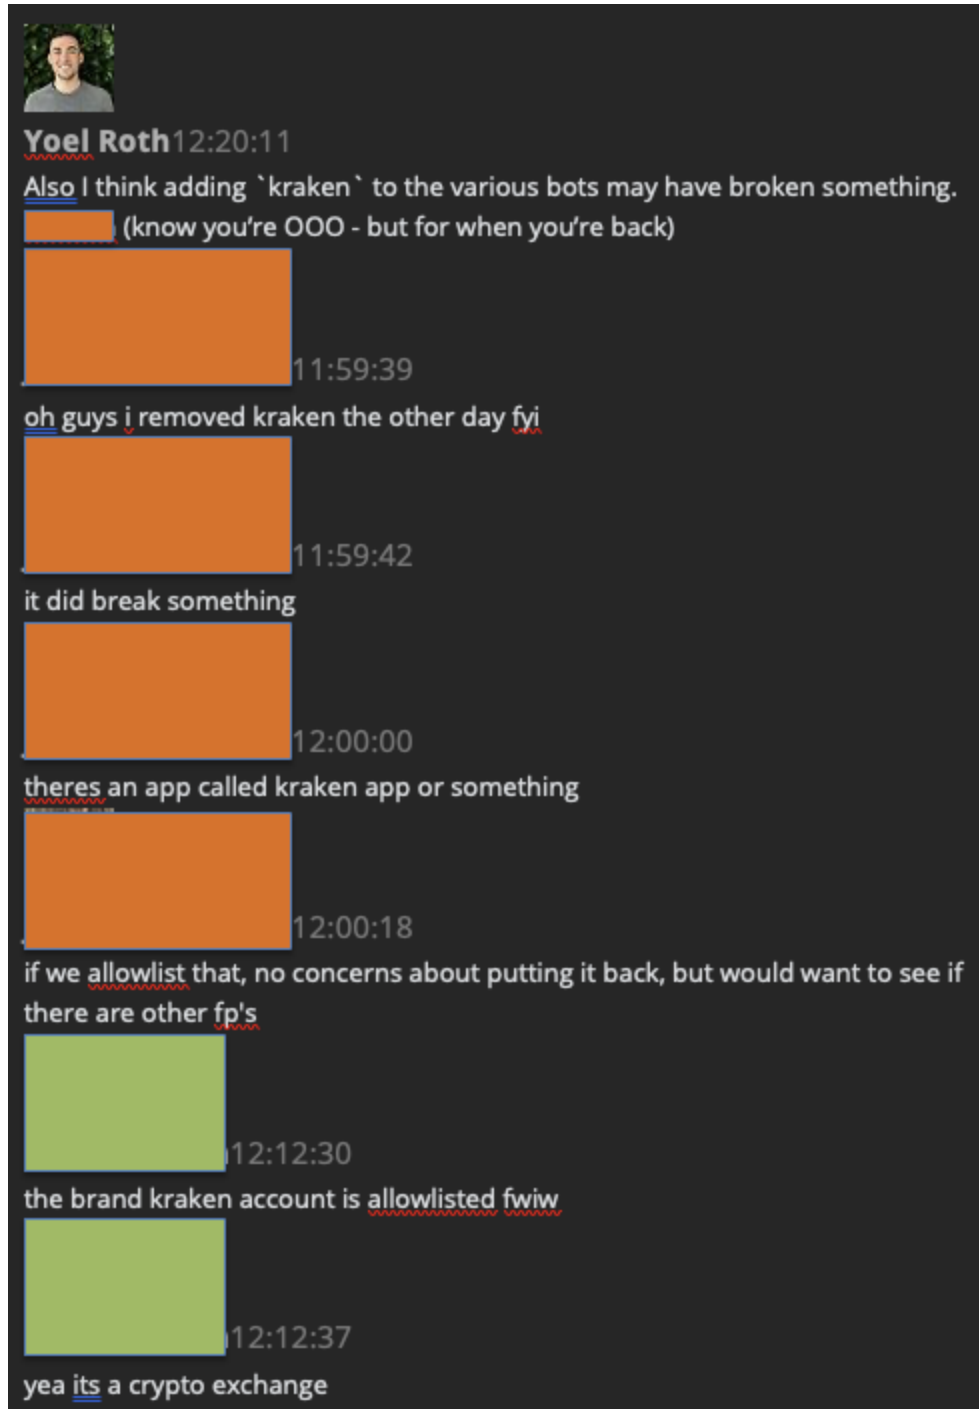 Yoel Roth12:20:11
Also I think adding `kraken` to the various bots may have broken something.
(know you’re OOO - but for when you’re back)
11:59:39
oh guys i removed kraken the other day fyi
11:59:42
it did break something
12:00:00
theres an app called kraken app or something
12:00:18
if we allowlist that, no concerns about putting it back, but would want to see if
there are other fp's
12:12:30
the brand kraken account is allowlisted fwiw
12:12:37
yea its a crypto exchange